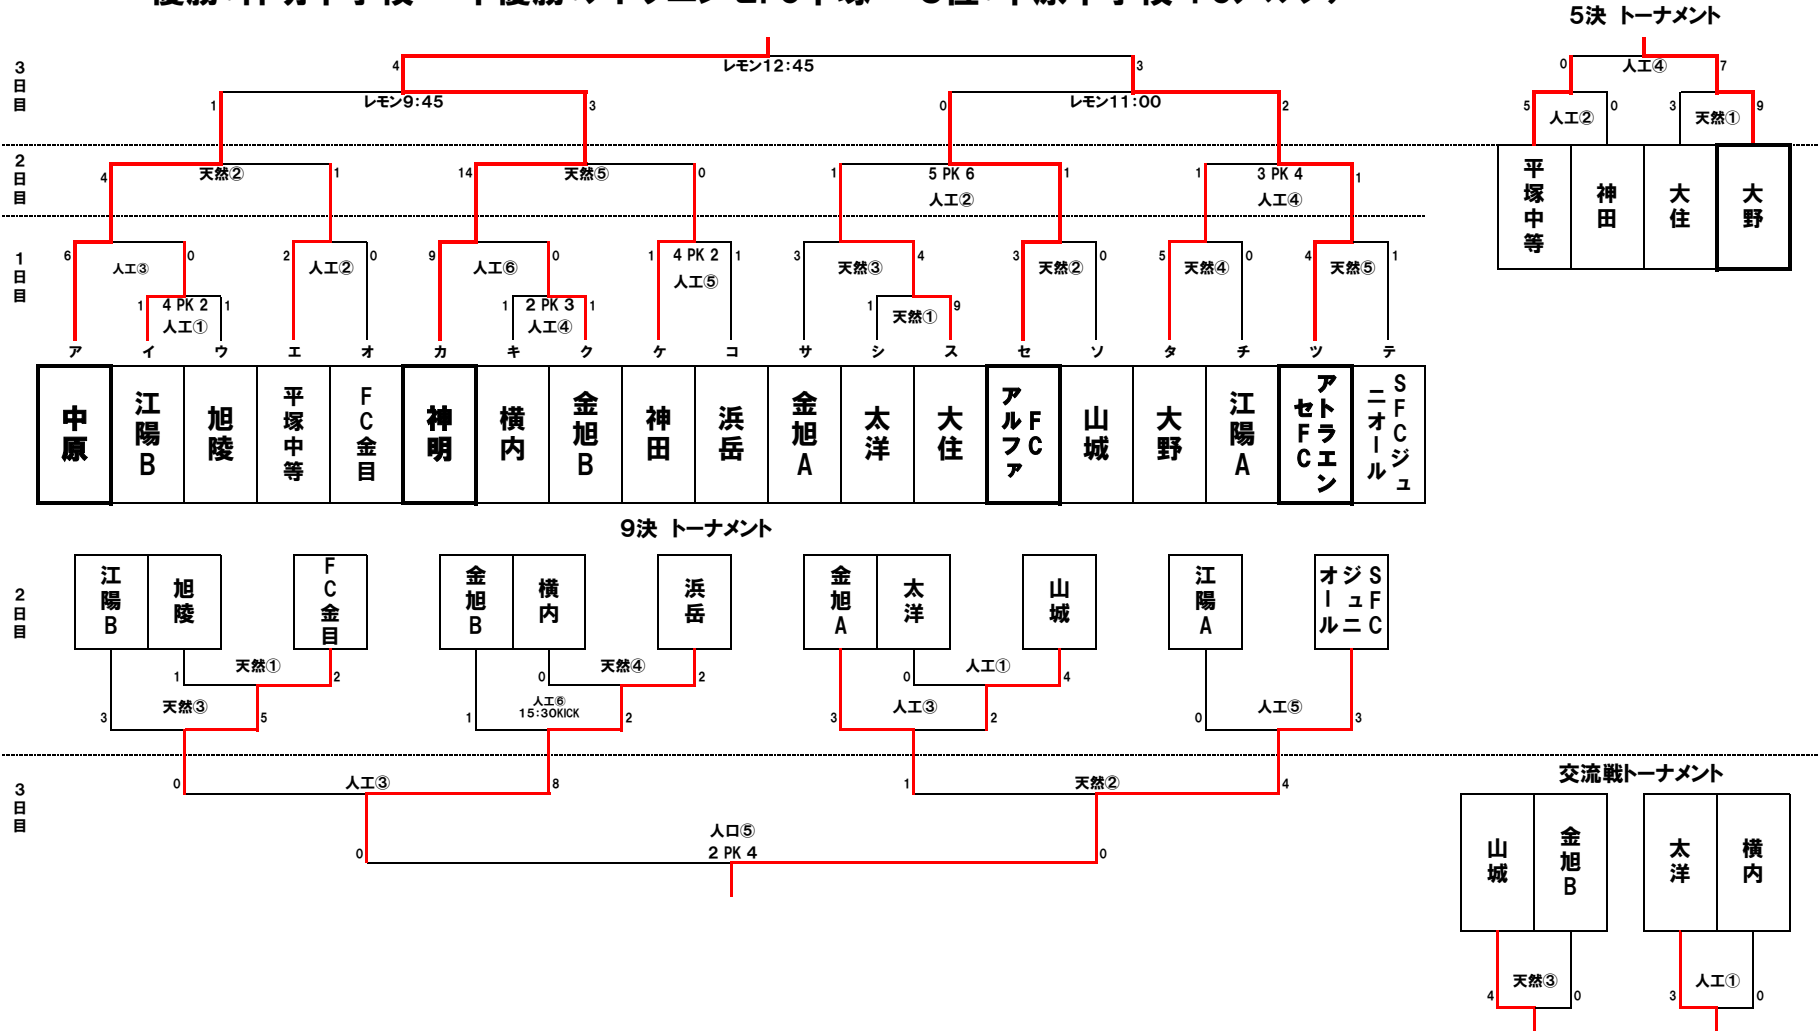 5決 トーナメント
3日目
4 レモン12:45 3
0 人工④ 7
1 レモン9:45 3
0 レモン11:00 2
5 人工② 0
3 天然① 9
平塚中等
神田
大住
大野
2日目
4 天然② 1
14 天然⑤ 0
1 5 PK 6 1
人工②
1 3 PK 4 1
人工④
1日目
6 人工③ 0
2 人工② 0
9 人工⑥ 0
1 4 PK 2 1
人工⑤
3 天然③ 4
3 天然② 0
5 天然④ 0
4 天然⑤ 1
1 4 PK 2 1
人工①
1 2 PK 3 1
人工④
1 天然① 9
ア イ ウ エ オ カ キ ク ケ コ サ シ ス セ ソ タ チ ツ テ
中原
江陽B
旭陵
平塚中等
FC金目
神明
横内
金旭B
神田
浜岳
金旭A
太洋
大住
FC
アルファ
山城
大野
江陽A
アトラエン
セFC
SFCジュ
ニオール
9決 トーナメント
2日目
江陽B
旭陵
FC金目
金旭B
横内
浜岳
金旭A
太洋
山城
江陽A
SFC
ジュニ
オール
1 天然① 2
0 天然④ 2
0 人工① 4
3 天然③ 5
1 人工⑥ 2
15:30KICK
3 人工③ 2
0 人工⑤ 3
3日目
0 人工③ 8
1 天然② 4
人口⑤
0 2 PK 4 0
交流戦トーナメント
山城
金旭B
太洋
横内
4 天然③ 0
3 人工① 0